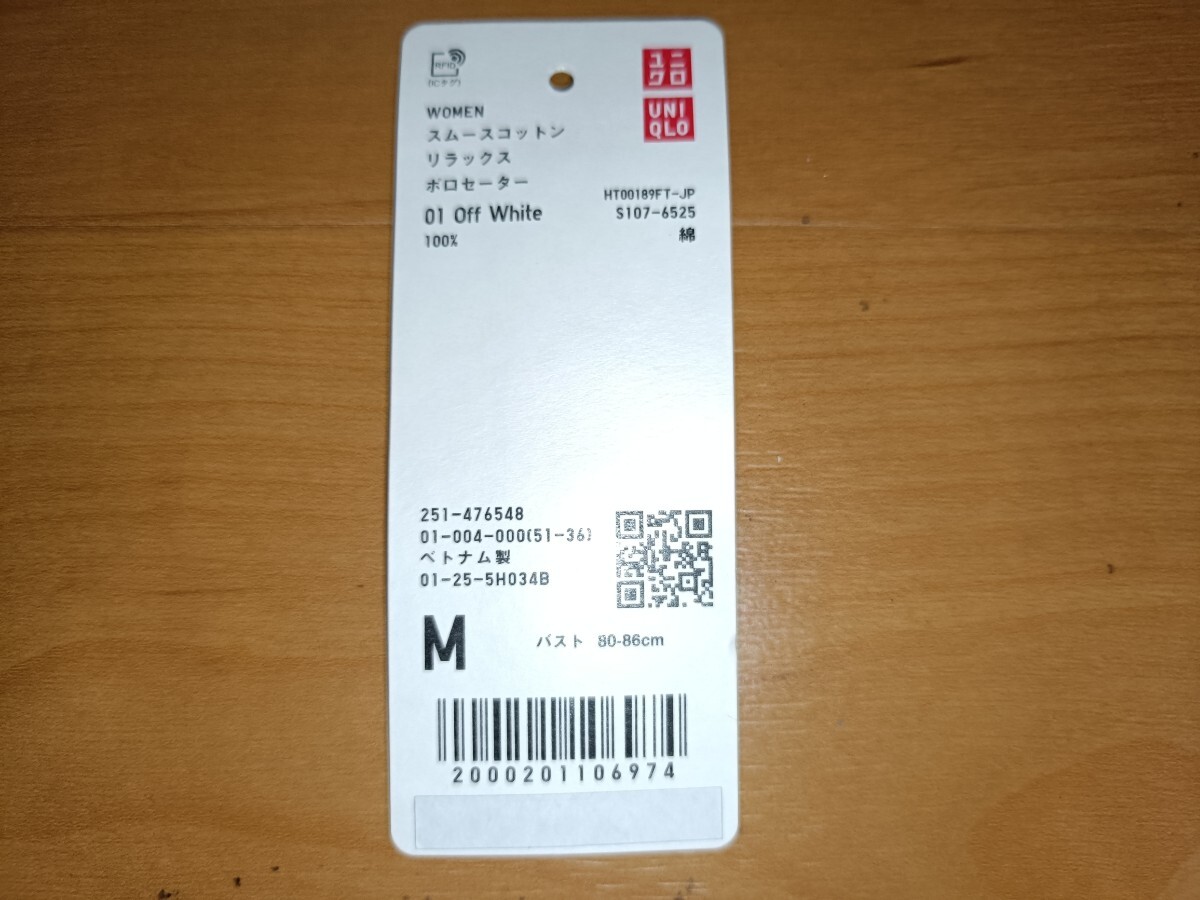 RFID
(ICタグ)
ユニ
クロ
UNI
QLO
WOMEN
スムースコットン
リラックス
ポロセーター
HT00189FT-JP
01 Off White
S107-6525
100%
綿
251-476548
01-004-000(51-36)
ベトナム製
01-25-5H034B
M
バスト 80-86cm
2000201106974